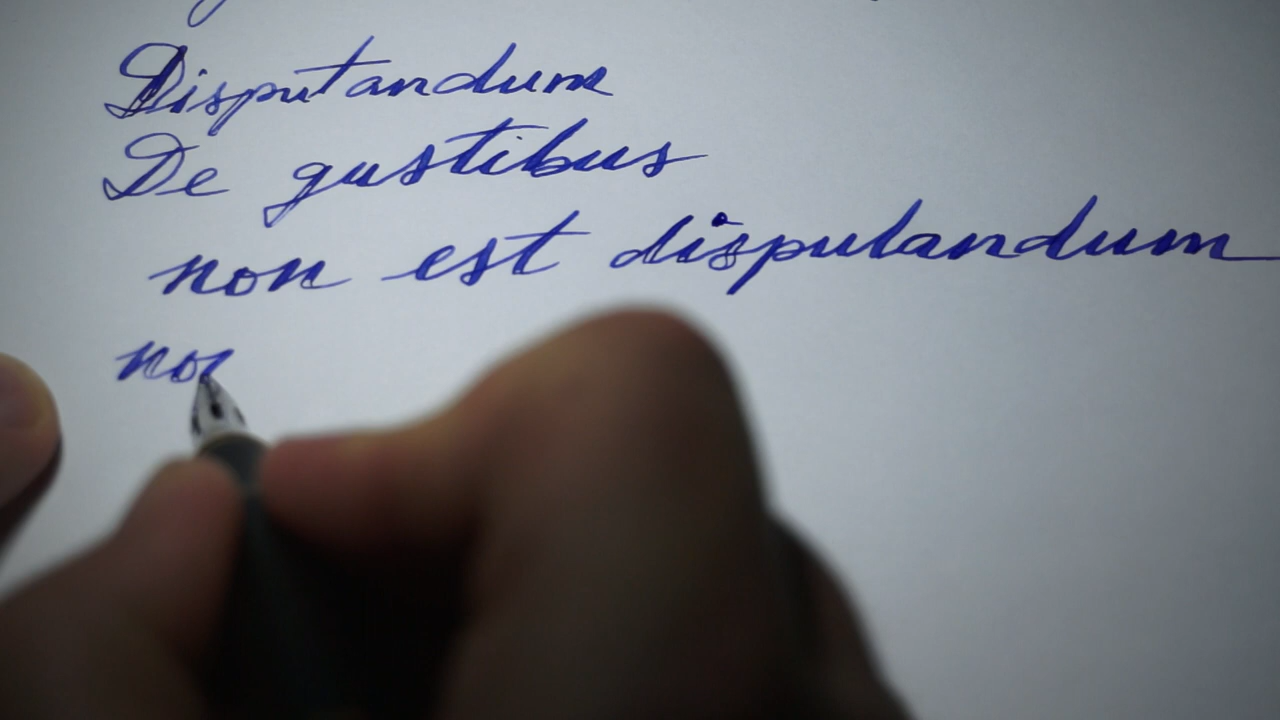 Disputandum
De gustibus
non est disputandum
no